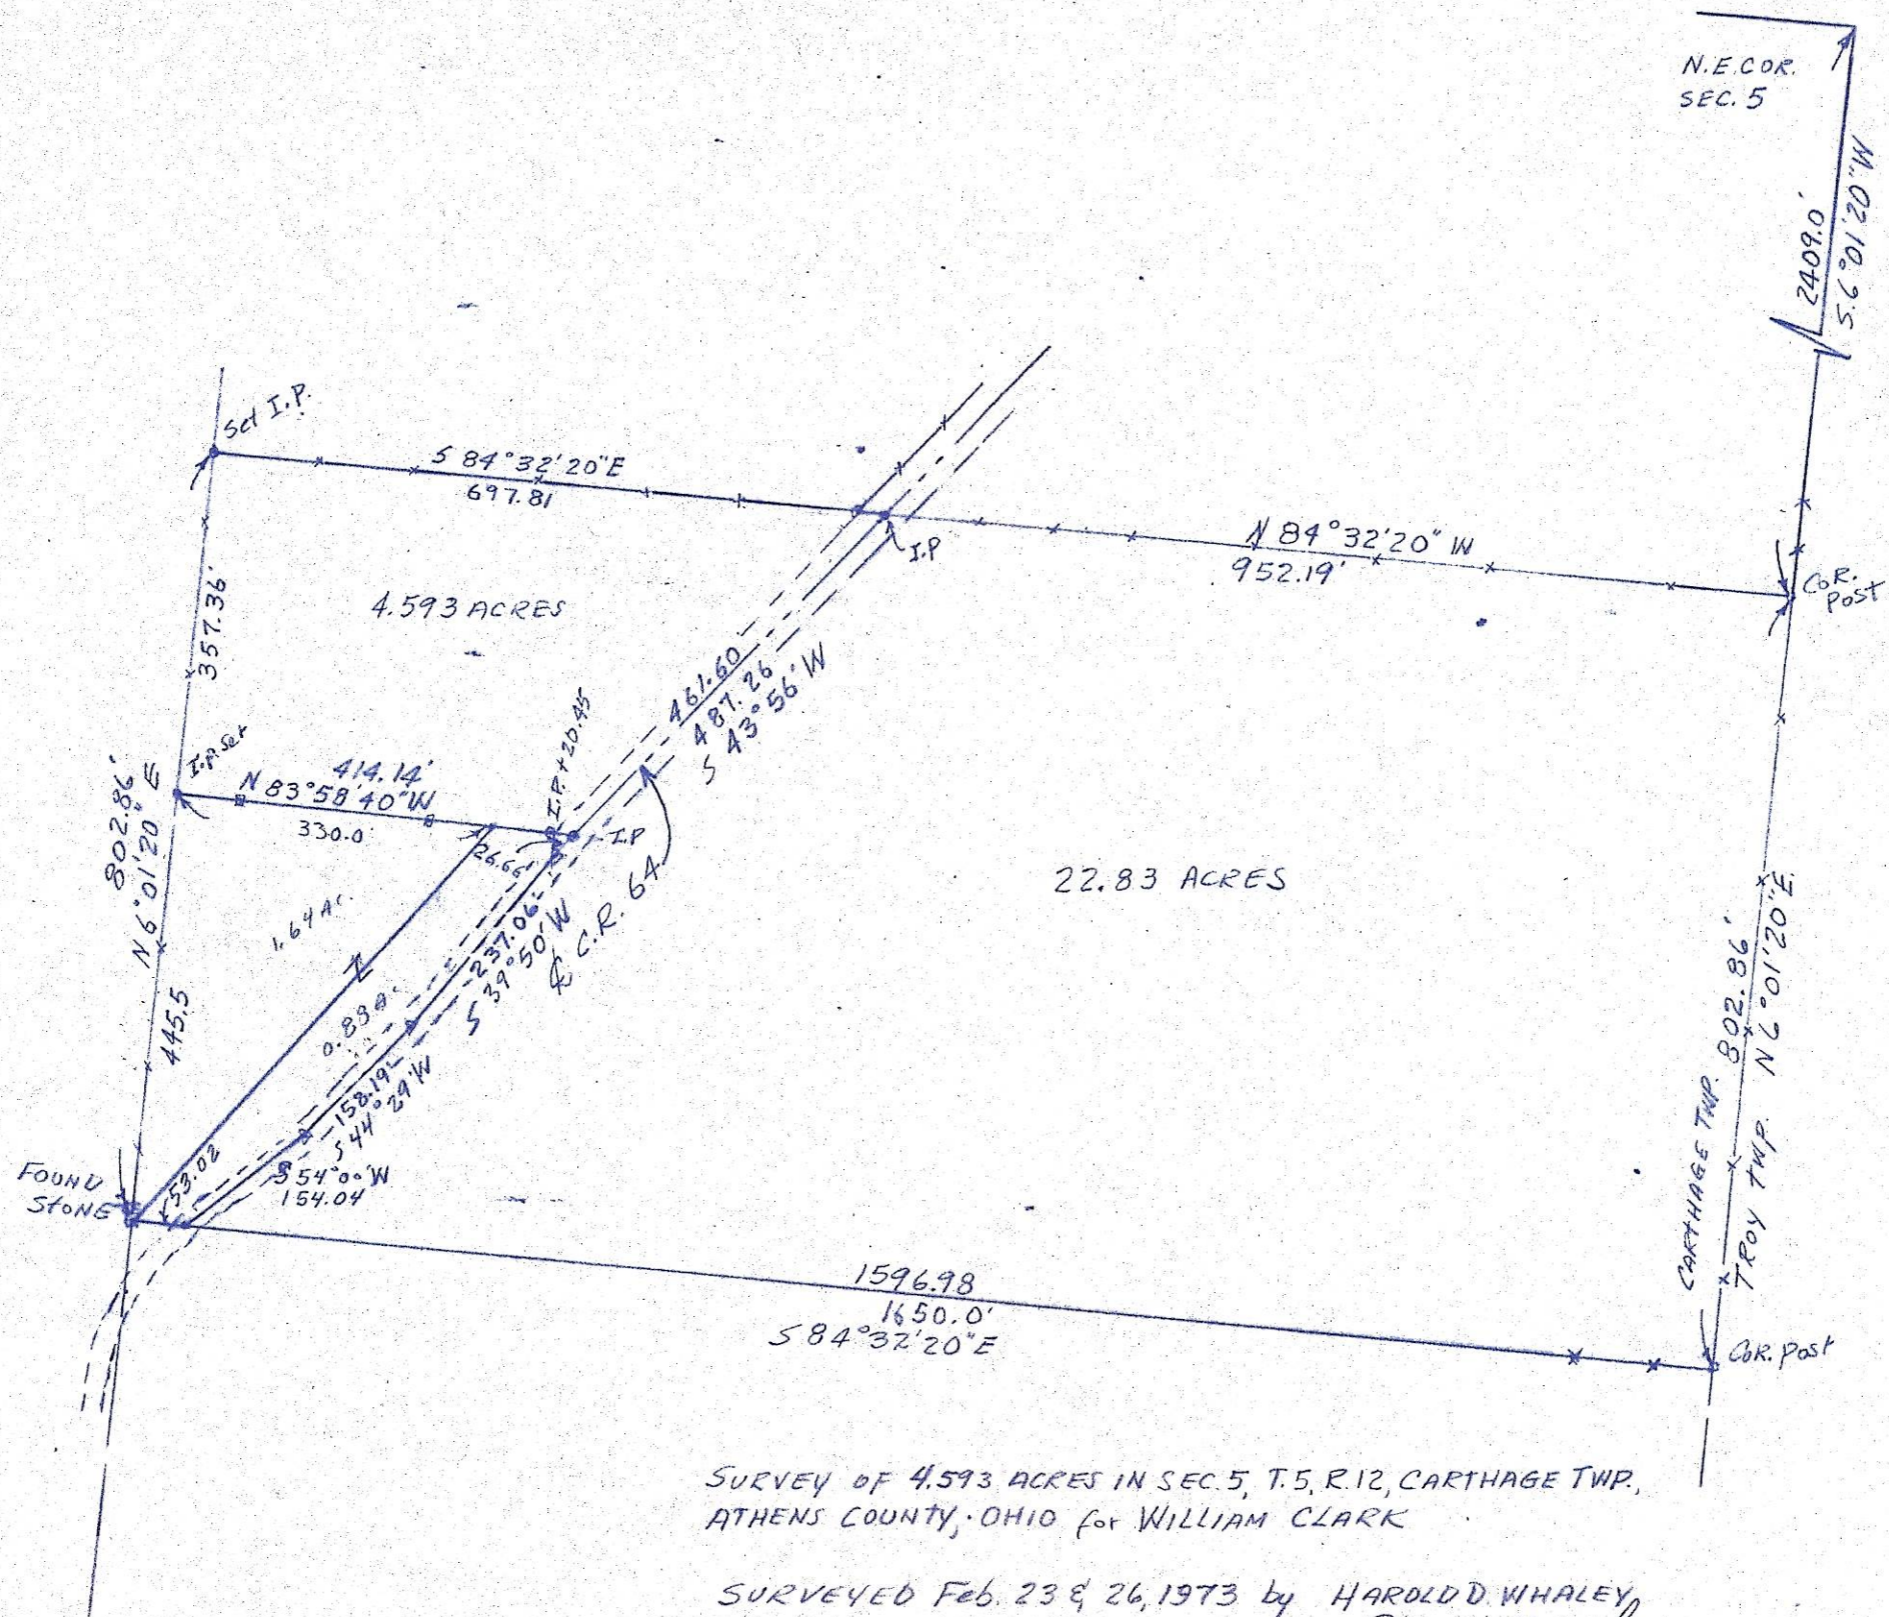 N.E. COR.
SEC. 5
2409.0'
S.6°01'20"W
Set I.P.
S 84°32'20"E
697.81
I.P
N 84°32'20" W
952.19'
COR.
POST
357.36'
4.593 ACRES
461.60
487.26
S 43°56'W
I.P. + 20.45
I.P. Set
414.14'
N 83°58'40"W
330.0
I.P
26.66
802.86'
N 6°01'20" E
22.83 ACRES
1.64 Ac.
237.06
S 39°50'W
℄ C.R. 64
445.5
158.19
S 44°29'W
53.02
S 54°00'W
154.04
FOUND
STONE
802.86'
N 6°01'20"E
CARTHAGE TWP.
TROY TWP.
1596.98
1650.0'
S 84°32'20"E
COR. Post
SURVEY OF 4.593 ACRES IN SEC. 5, T.5, R.12, CARTHAGE TWP.,
ATHENS COUNTY, OHIO for WILLIAM CLARK
SURVEYED Feb. 23 & 26, 1973 by HAROLD D. WHALEY